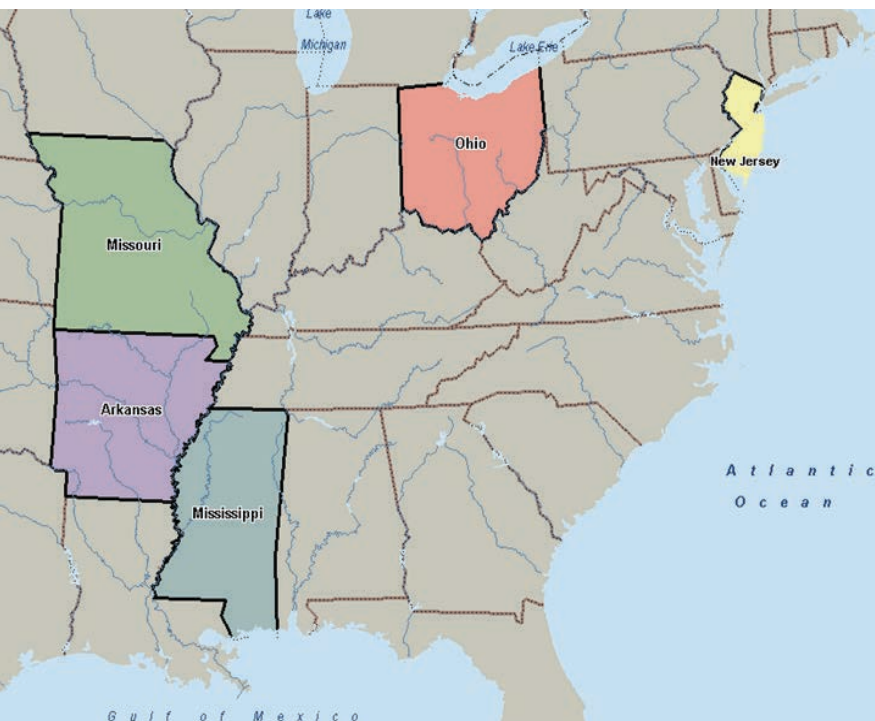 Lake
Michigan
Lake Erie
Ohio
New Jersey
Missouri
Arkansas
Mississippi
Atlantic
Ocean
Gulf of Mexico